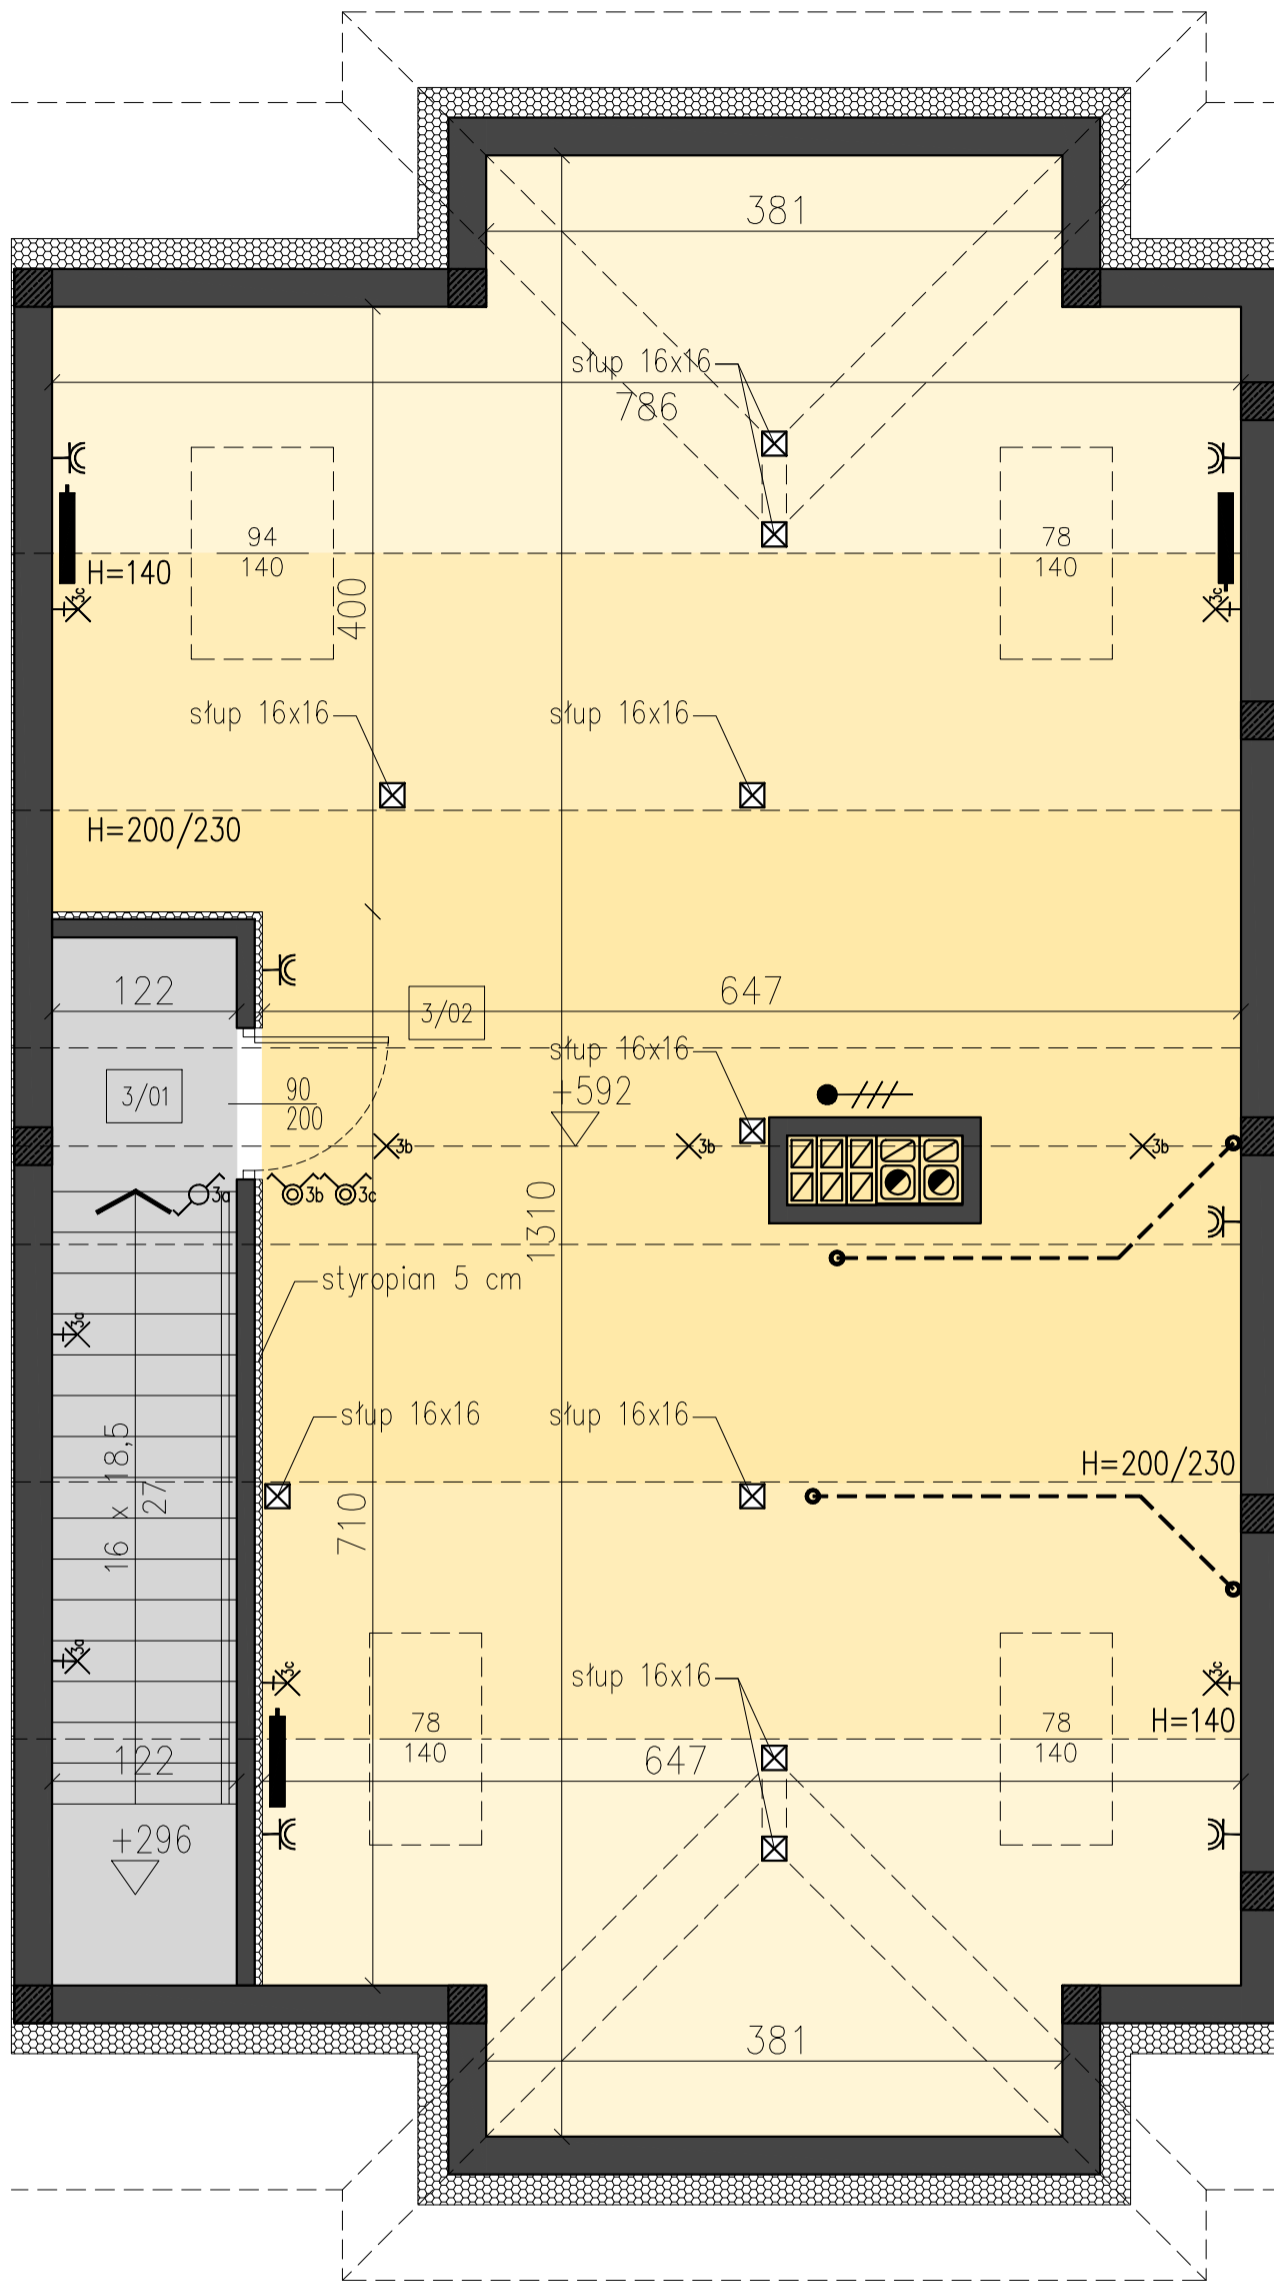 381
słup 16x16
786
94
140
78
140
H=140
3c
3c
400
słup 16x16
słup 16x16
H=200/230
122
647
3/02
słup 16x16
3/01
90
200
+592
3b
3b
3b
3a
3b
3c
1310
styropian 5 cm
3a
słup 16x16
słup 16x16
16 x 18,5
27
H=200/230
710
3a
3c
słup 16x16
3c
78
140
78
140
H=140
122
647
+296
381